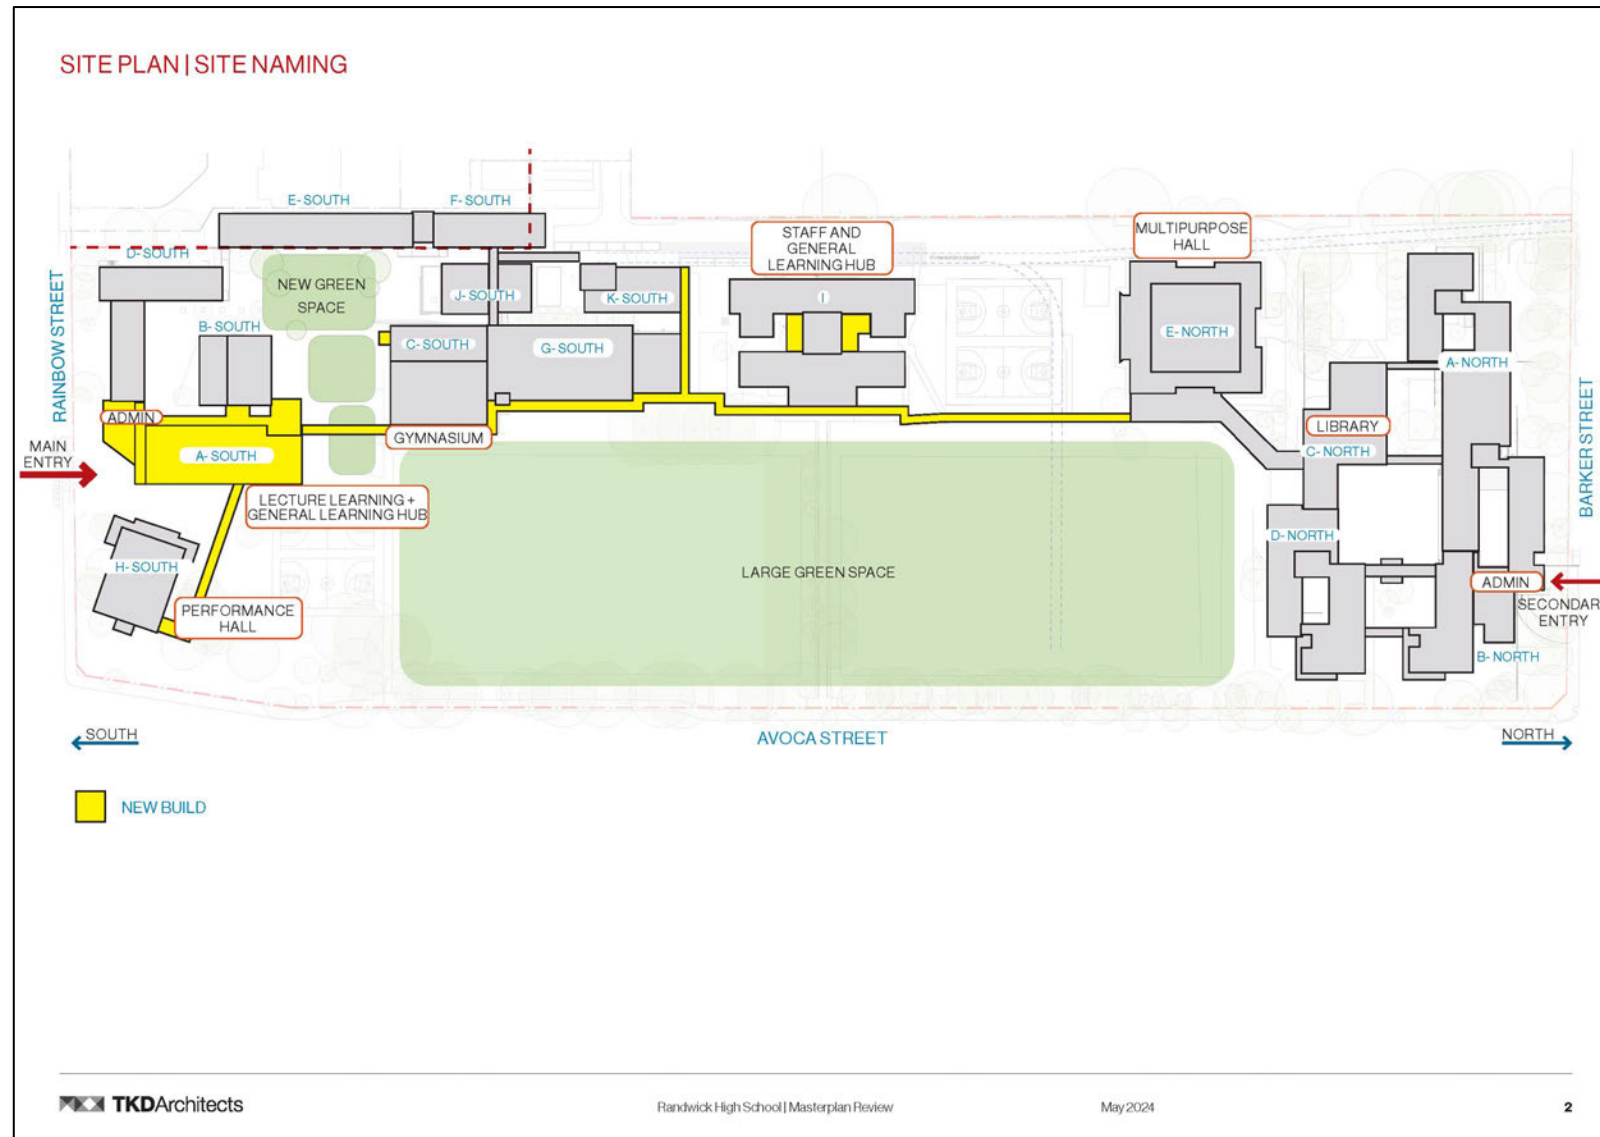 SITE PLAN | SITE NAMING
E- SOUTH
F- SOUTH
D- SOUTH
STAFF AND
GENERAL
LEARNING HUB
MULTIPURPOSE
HALL
RAINBOW STREET
NEW GREEN
SPACE
J- SOUTH
K- SOUTH
I
B- SOUTH
C- SOUTH
G- SOUTH
E- NORTH
A- NORTH
BARKER STREET
ADMIN
GYMNASIUM
LIBRARY
C- NORTH
MAIN
ENTRY
A- SOUTH
LECTURE LEARNING +
GENERAL LEARNING HUB
D- NORTH
H- SOUTH
LARGE GREEN SPACE
ADMIN
SECONDAR
ENTRY
PERFORMANCE
HALL
B- NORTH
SOUTH
AVOCA STREET
NORTH
NEW BUILD
TKDArchitects
Randwick High School | Masterplan Review
May 2024
2